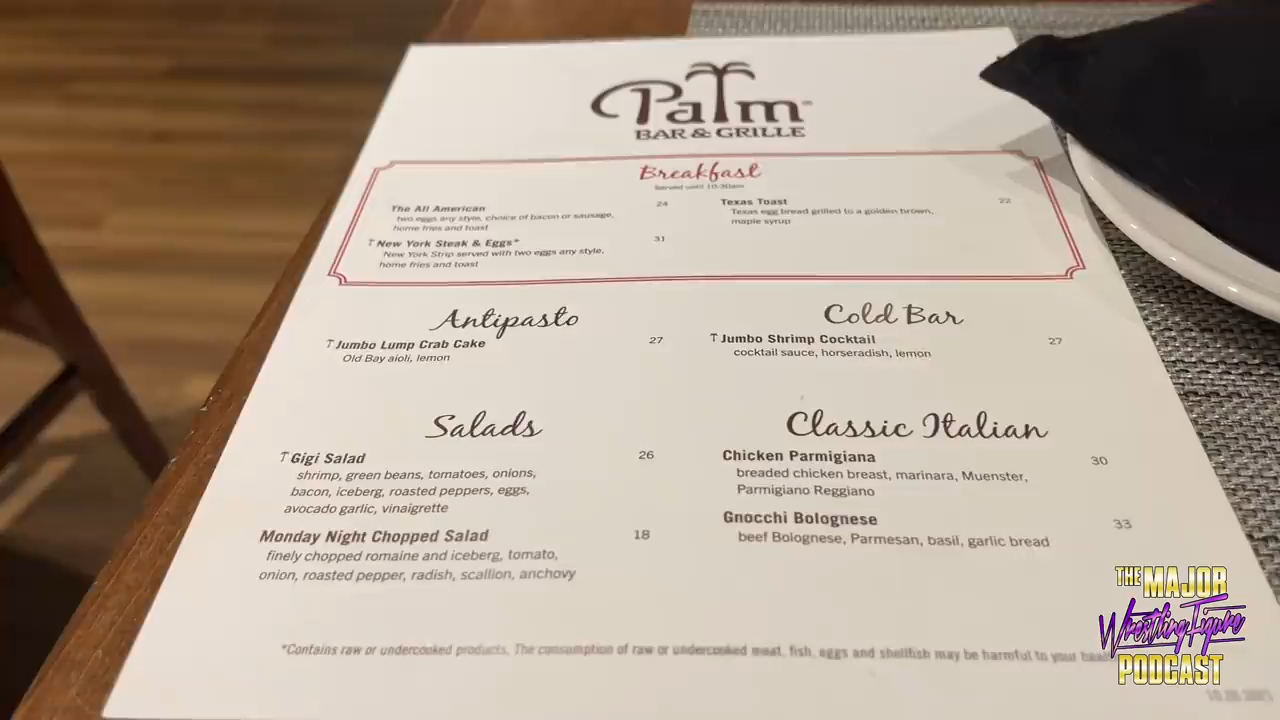 Palm
BAR & GRILLE
Breakfast
Served until 10:30am
The All American 24
two eggs any style, choice of bacon or sausage,
home fries and toast
T New York Steak & Eggs* 31
New York Strip served with two eggs any style,
home fries and toast
Texas Toast 22
Texas egg bread grilled to a golden brown,
maple syrup
Antipasto
T Jumbo Lump Crab Cake 27
Old Bay aioli, lemon
Cold Bar
T Jumbo Shrimp Cocktail 27
cocktail sauce, horseradish, lemon
Salads
T Gigi Salad 26
shrimp, green beans, tomatoes, onions,
bacon, iceberg, roasted peppers, eggs,
avocado garlic, vinaigrette
Monday Night Chopped Salad 18
finely chopped romaine and iceberg, tomato,
onion, roasted pepper, radish, scallion, anchovy
Classic Italian
Chicken Parmigiana 30
breaded chicken breast, marinara, Muenster,
Parmigiano Reggiano
Gnocchi Bolognese 33
beef Bolognese, Parmesan, basil, garlic bread
*Contains raw or undercooked products. The consumption of raw or undercooked meat, fish, eggs and shellfish may be harmful to your
THE MAJOR
Wrestling Figure
PODCAST